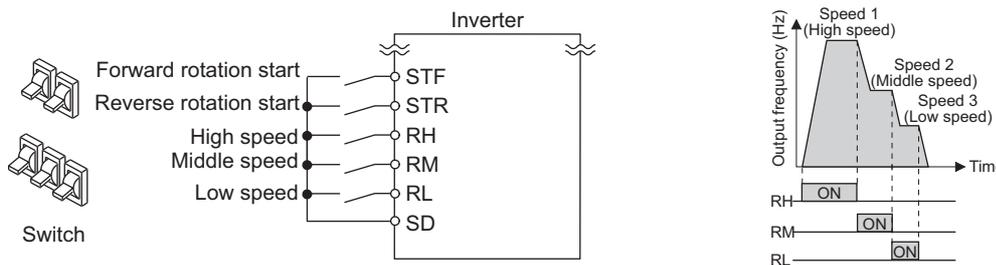 Inverter
Forward rotation start
STF
Reverse rotation start
STR
High speed
RH
Middle speed
RM
Low speed
RL
SD
Switch
Output frequency (Hz)
Speed 1
(High speed)
Speed 2
(Middle speed)
Speed 3
(Low speed)
Tim
RH
ON
RM
ON
RL
ON